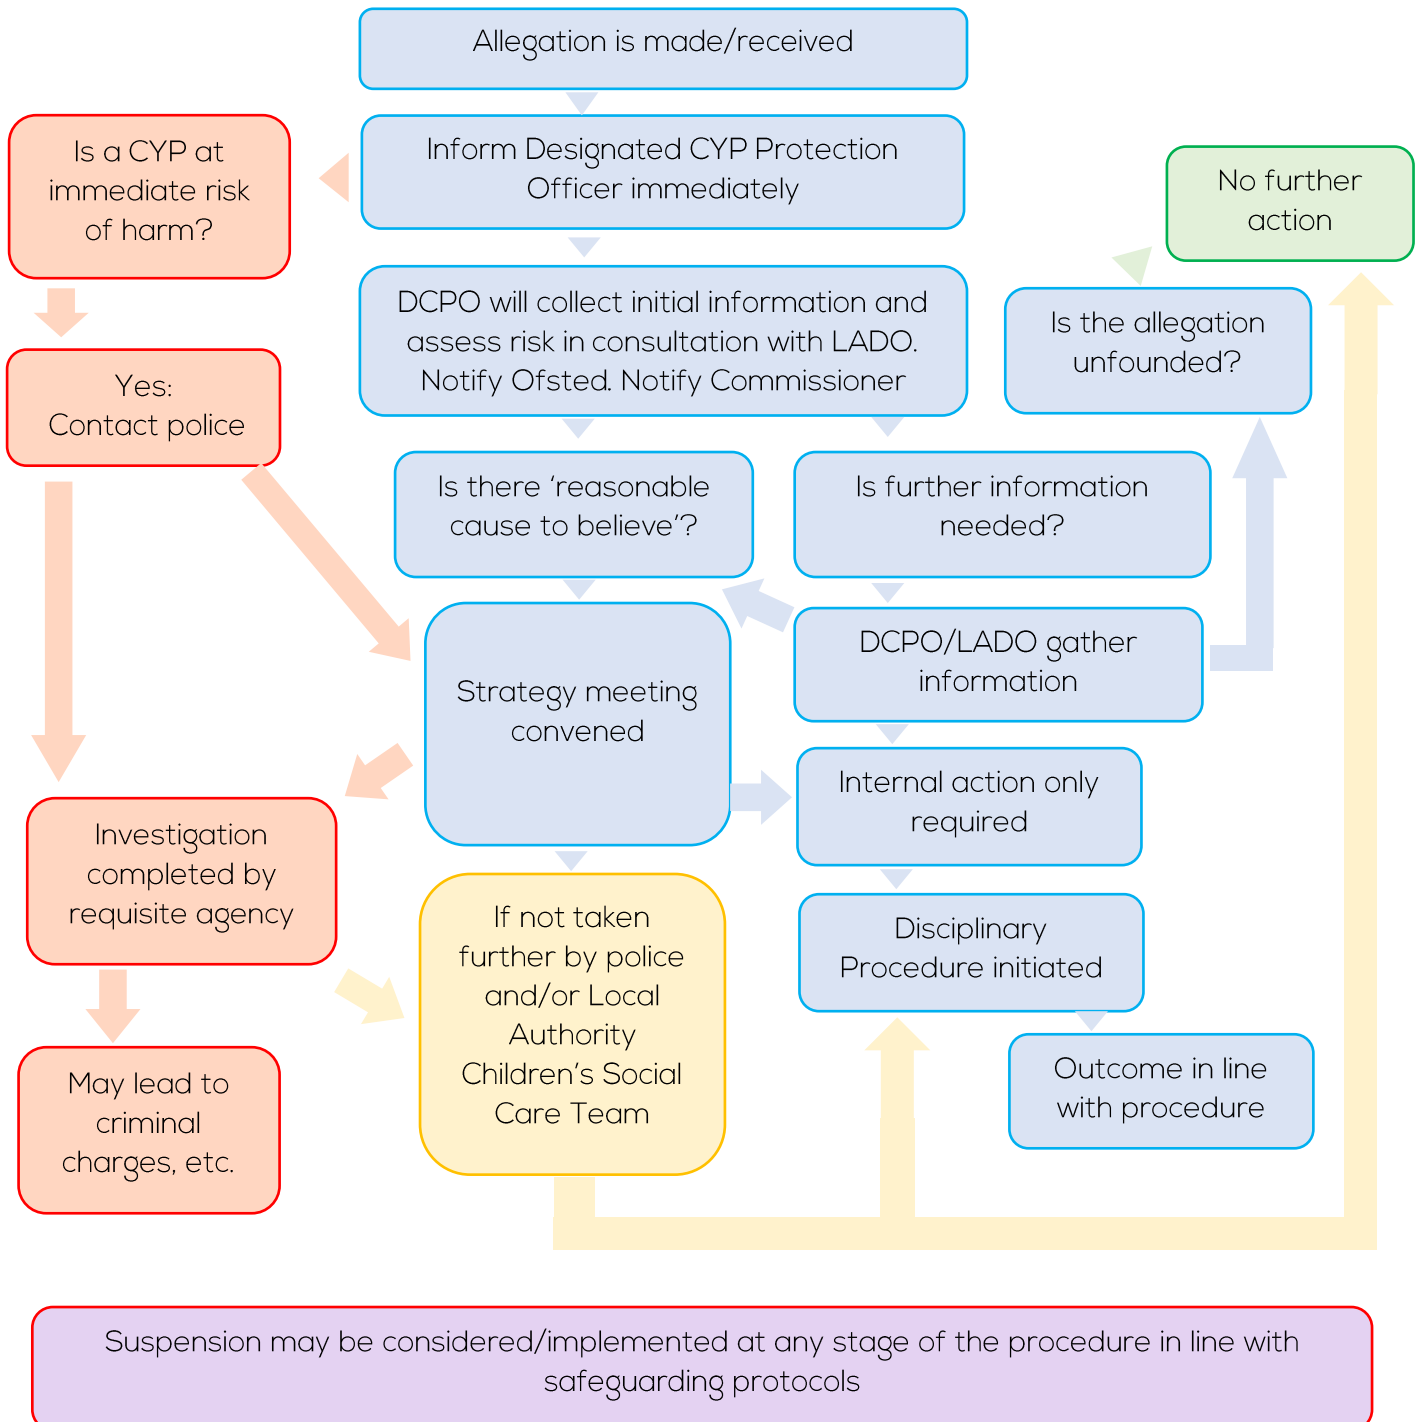 Allegation is made/received
Is a CYP at
immediate risk
of harm?
Inform Designated CYP Protection
Officer immediately
No further
action
DCPO will collect initial information and
assess risk in consultation with LADO.
Notify Ofsted. Notify Commissioner
Is the allegation
unfounded?
Yes:
Contact police
Is there ‘reasonable
cause to believe’?
Is further information
needed?
Strategy meeting
convened
DCPO/LADO gather
information
Internal action only
required
Investigation
completed by
requisite agency
If not taken
further by police
and/or Local
Authority
Children’s Social
Care Team
Disciplinary
Procedure initiated
Outcome in line
with procedure
May lead to
criminal
charges, etc.
Suspension may be considered/implemented at any stage of the procedure in line with
safeguarding protocols